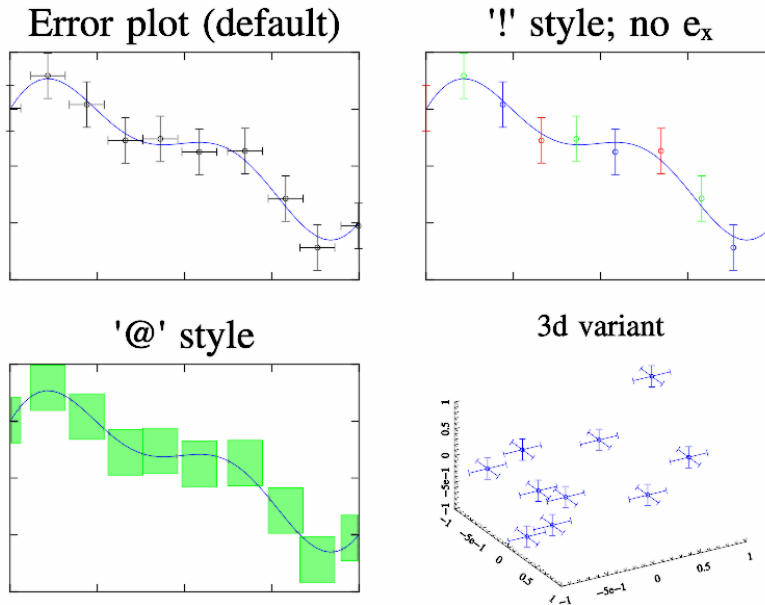 Error plot (default)
'!' style; no eₓ
'@' style
3d variant
1
0.5
0
-5e-1
-1
-1
-5e-1
0
0.5
1
-1
-5e-1
0
0.5
1